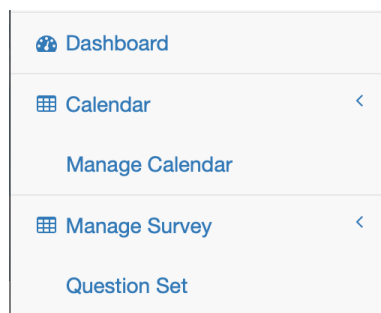 Dashboard
Calendar
Manage Calendar
Manage Survey
Question Set